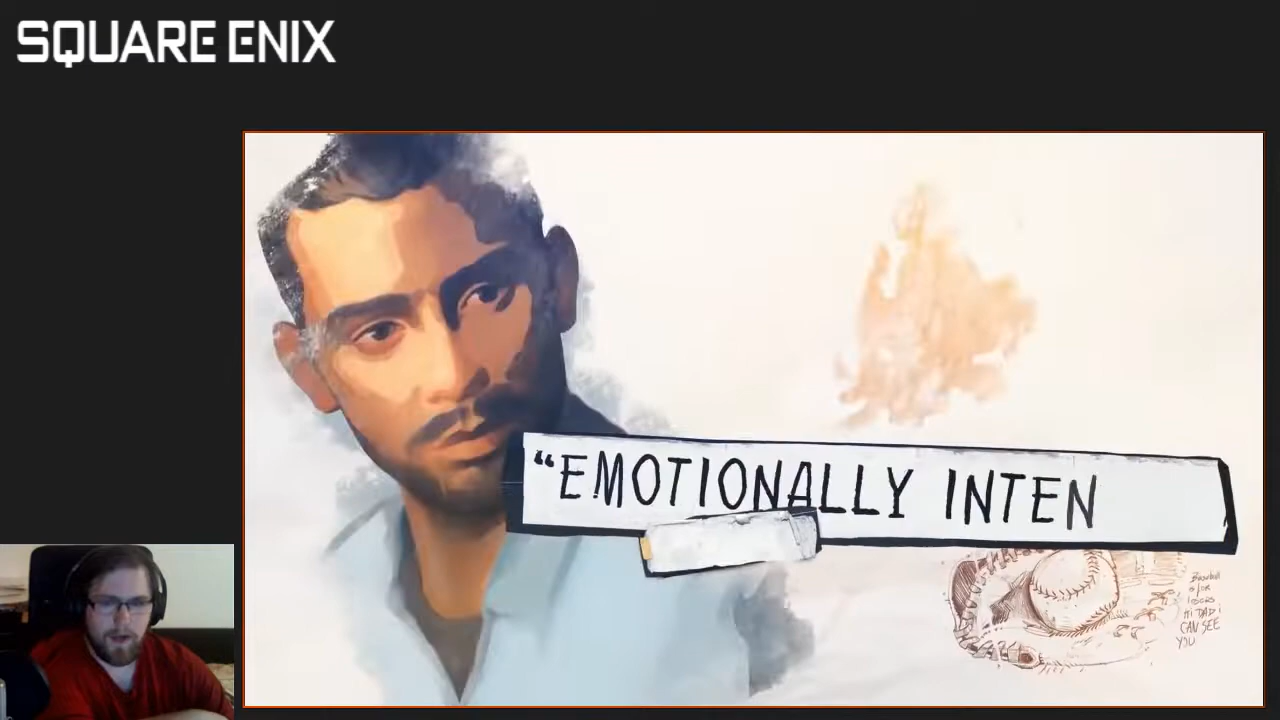 SQUARE ENIX
“EMOTIONALLY INTEN
Baseball
is for
losers
Hi DAD i
CAN SEE
YOU